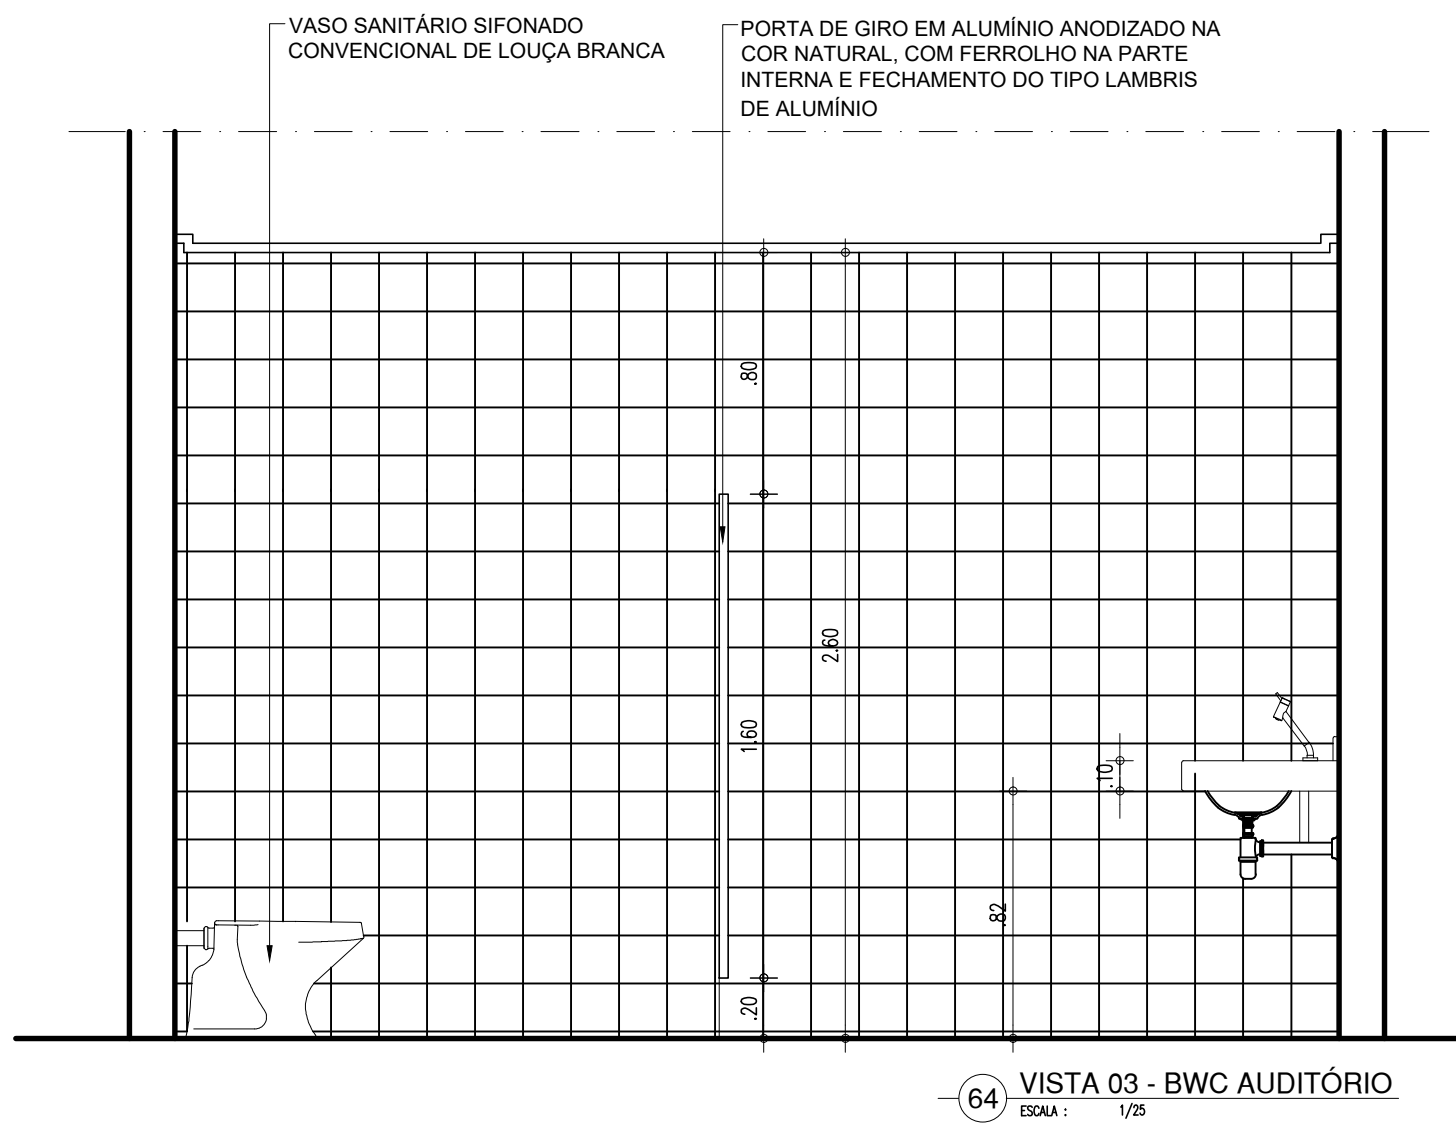 VASO SANITÁRIO SIFONADO
CONVENCIONAL DE LOUÇA BRANCA
PORTA DE GIRO EM ALUMÍNIO ANODIZADO NA
COR NATURAL, COM FERROLHO NA PARTE
INTERNA E FECHAMENTO DO TIPO LAMBRIS
DE ALUMÍNIO
.80
2.60
1.60
.10
.82
.20
64
VISTA 03 - BWC AUDITÓRIO
ESCALA : 1/25